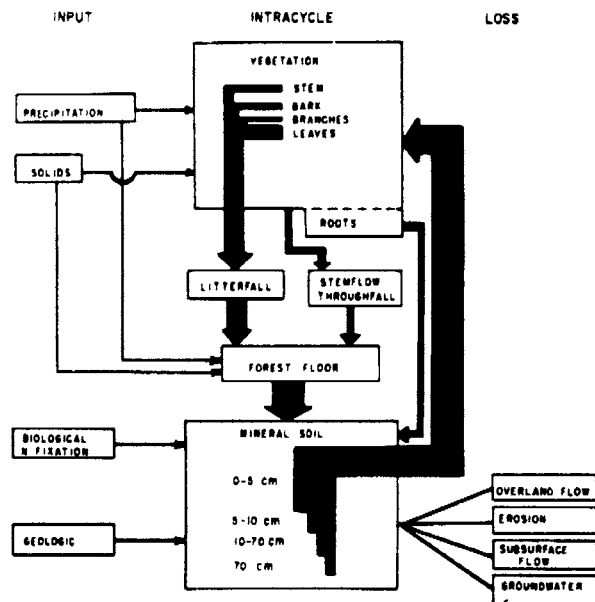 INPUT INTRACYCLE LOSS
VEGETATION
STEM
BARK
BRANCHES
LEAVES
PRECIPITATION
SOLIDS
ROOTS
LITTERFALL
STEMFLOW
THROUGHFALL
FOREST FLOOR
MINERAL SOIL
BIOLOGICAL
N FIXATION
0-5 cm
5-10 cm
10-70 cm
70 cm
GEOLOGIC
OVERLAND FLOW
EROSION
SUBSURFACE
FLOW
GROUNDWATER